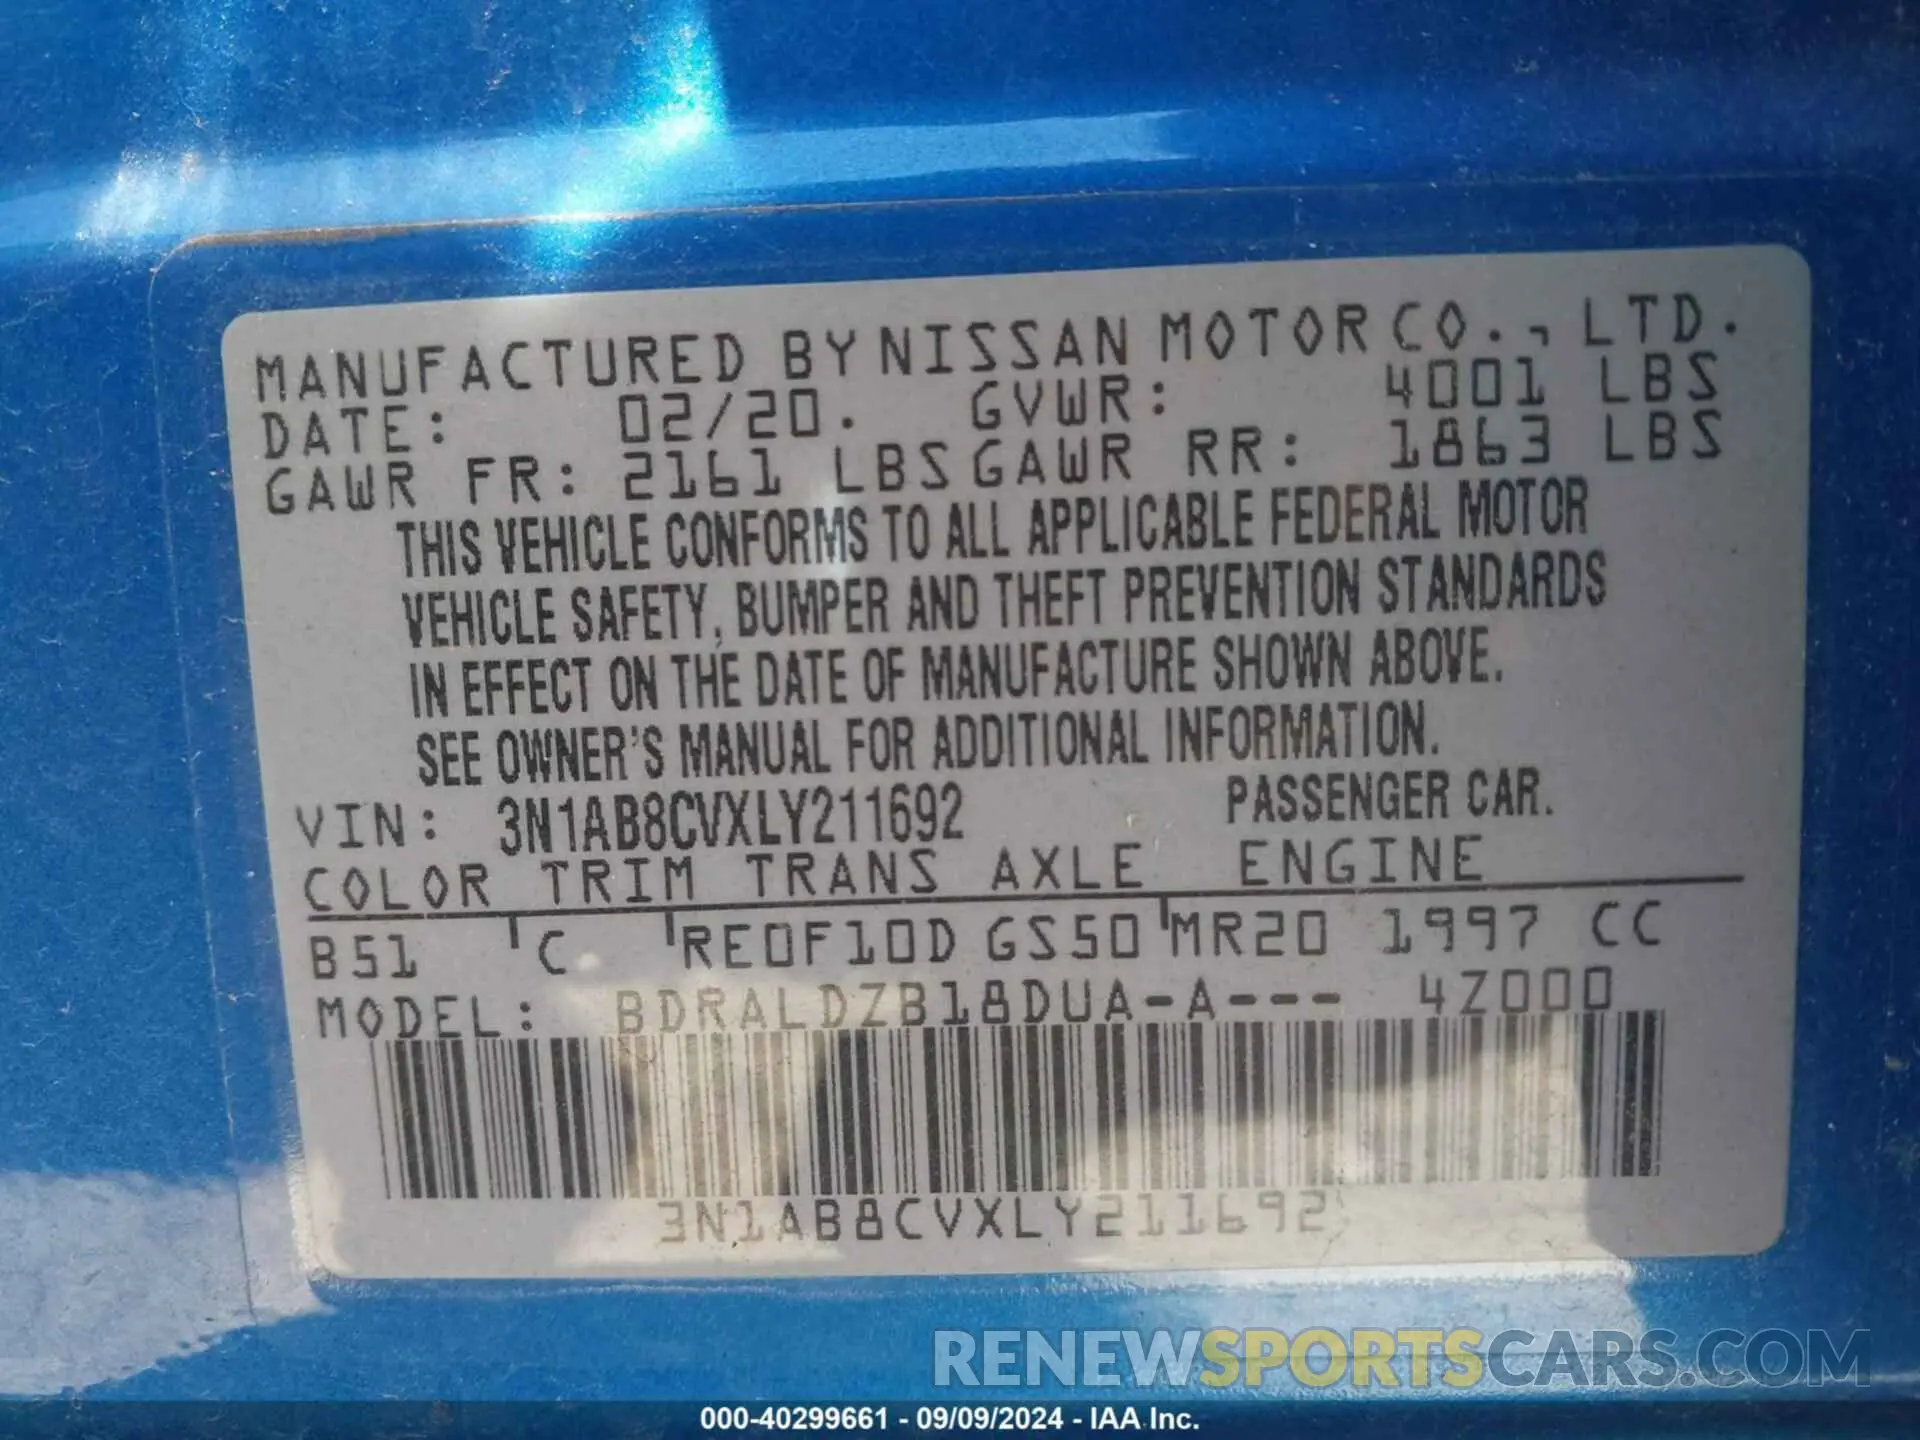 MANUFACTURED BY NISSAN MOTOR CO., LTD.
DATE: 02/20. GVWR: 4001 LBS
GAWR FR: 2161 LBS GAWR RR: 1863 LBS
THIS VEHICLE CONFORMS TO ALL APPLICABLE FEDERAL MOTOR
VEHICLE SAFETY, BUMPER AND THEFT PREVENTION STANDARDS
IN EFFECT ON THE DATE OF MANUFACTURE SHOWN ABOVE.
SEE OWNER'S MANUAL FOR ADDITIONAL INFORMATION.
VIN: 3N1AB8CVXLY211692 PASSENGER CAR.
COLOR TRIM TRANS AXLE ENGINE
B51 C RE0F10D GS50 MR20 1997 CC
MODEL: BDRALDZB18DUA-A--- 4Z000
3N1AB8CVXLY211692
RENEWSPORTSCARS.COM
000-40299661 - 09/09/2024 - IAA Inc.